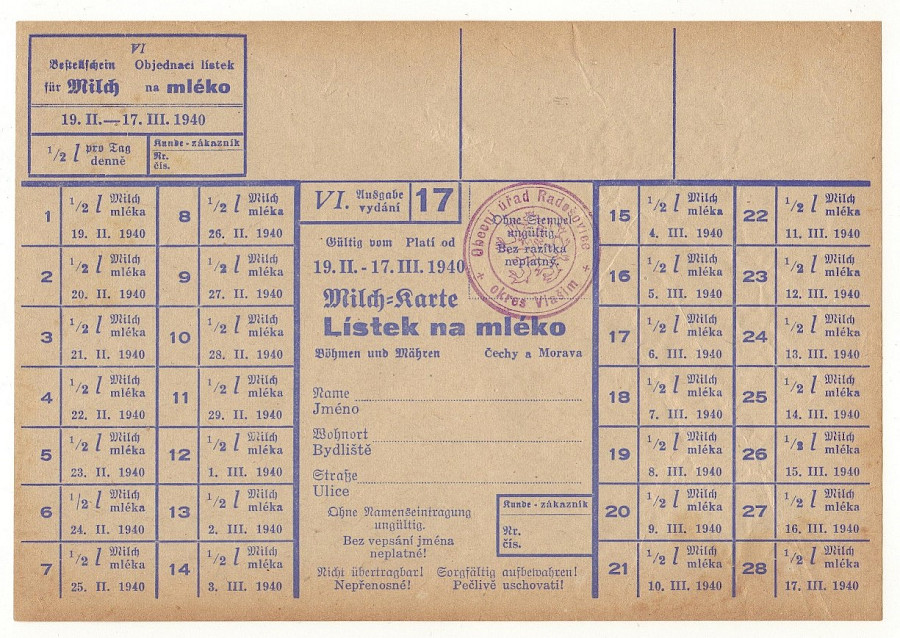 VI
Bestellschein Objednací lístek
für Milch na mléko
19. II.—17. III. 1940
1/2 l pro Tag denně
Kunde - zákazník
Nr.
čís.
1 1/2 l Milch mléka 19. II. 1940
2 1/2 l Milch mléka 20. II. 1940
3 1/2 l Milch mléka 21. II. 1940
4 1/2 l Milch mléka 22. II. 1940
5 1/2 l Milch mléka 23. II. 1940
6 1/2 l Milch mléka 24. II. 1940
7 1/2 l Milch mléka 25. II. 1940
8 1/2 l Milch mléka 26. II. 1940
9 1/2 l Milch mléka 27. II. 1940
10 1/2 l Milch mléka 28. II. 1940
11 1/2 l Milch mléka 29. II. 1940
12 1/2 l Milch mléka 1. III. 1940
13 1/2 l Milch mléka 2. III. 1940
14 1/2 l Milch mléka 3. III. 1940
VI. Ausgabe vydání 17
Gültig vom Platí od
19. II. - 17. III. 1940
Ohne Stempel
ungültig.
Bez razítka
neplatný.
Obecní úřad Radošovice
+ okres Vlašim +
Milch-Karte
Lístek na mléko
Böhmen und Mähren Čechy a Morava
Name
Jméno
Wohnort
Bydliště
Straße
Ulice
Ohne Namenseintragung
ungültig.
Bez vepsání jména
neplatné!
Kunde - zákazník
Nr.
čís.
Nicht übertragbar! Sorgfältig aufbewahren!
Nepřenosné! Pečlivě uschovati!
15 1/2 l Milch mléka 4. III. 1940
16 1/2 l Milch mléka 5. III. 1940
17 1/2 l Milch mléka 6. III. 1940
18 1/2 l Milch mléka 7. III. 1940
19 1/2 l Milch mléka 8. III. 1940
20 1/2 l Milch mléka 9. III. 1940
21 1/2 l Milch mléka 10. III. 1940
22 1/2 l Milch mléka 11. III. 1940
23 1/2 l Milch mléka 12. III. 1940
24 1/2 l Milch mléka 13. III. 1940
25 1/2 l Milch mléka 14. III. 1940
26 1/2 l Milch mléka 15. III. 1940
27 1/2 l Milch mléka 16. III. 1940
28 1/2 l Milch mléka 17. III. 1940